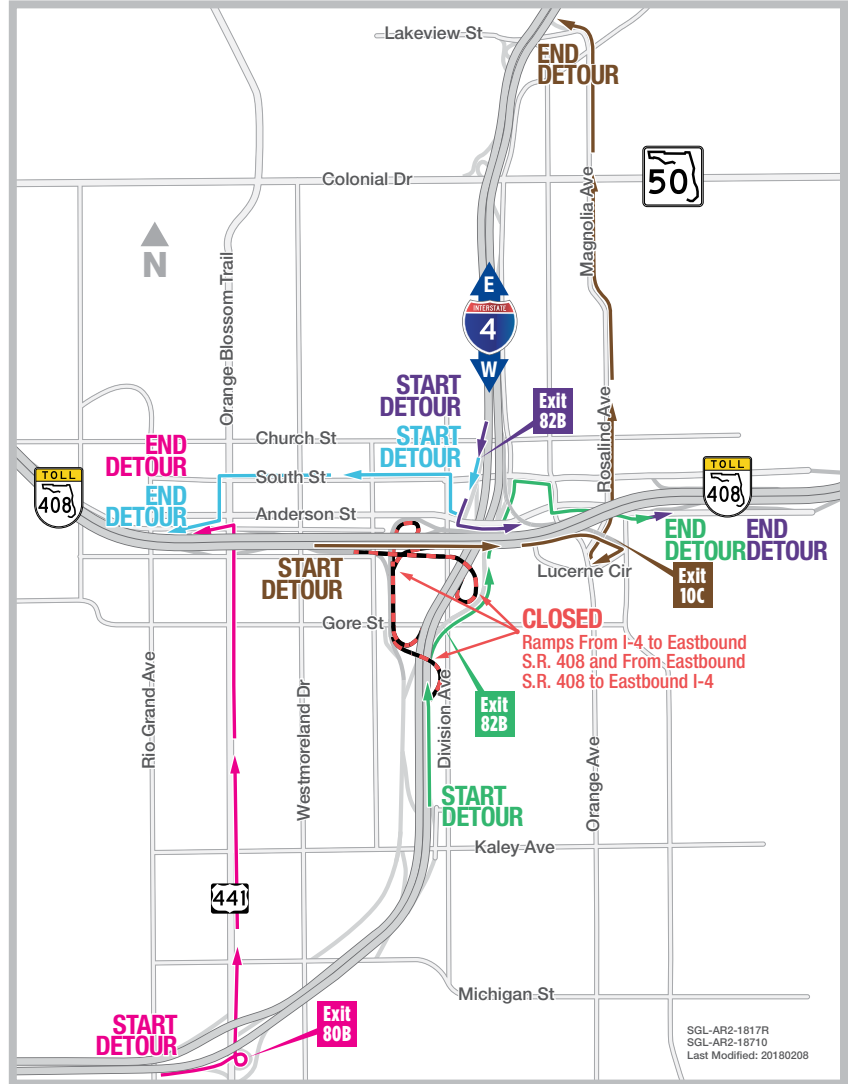 Lakeview St
END
DETOUR
Colonial Dr
50
Magnolia Ave
N
Orange Blossom Trail
E
INTERSTATE
4
W
START
DETOUR
Exit
82B
START
DETOUR
Rosalind Ave
Church St
END
DETOUR
South St
TOLL
408
TOLL
408
END
DETOUR
Anderson St
END
DETOUR
END
DETOUR
START
DETOUR
Lucerne Cir
Exit
10C
Gore St
CLOSED
Ramps From I-4 to Eastbound
S.R. 408 and From Eastbound
S.R. 408 to Eastbound I-4
Rio Grand Ave
Westmoreland Dr
Division Ave
Exit
82B
Orange Ave
START
DETOUR
Kaley Ave
441
Michigan St
START
DETOUR
Exit
80B
SGL-AR2-1817R
SGL-AR2-18710
Last Modified: 20180208